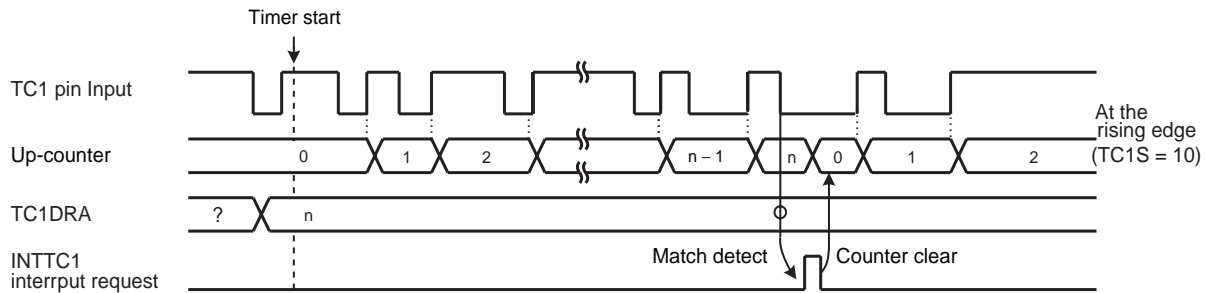 Timer start
TC1 pin Input
At the
rising edge
(TC1S = 10)
Up-counter
0 1 2 n − 1 n 0 1 2
TC1DRA
? n
Match detect Counter clear
INTTC1
interrput request